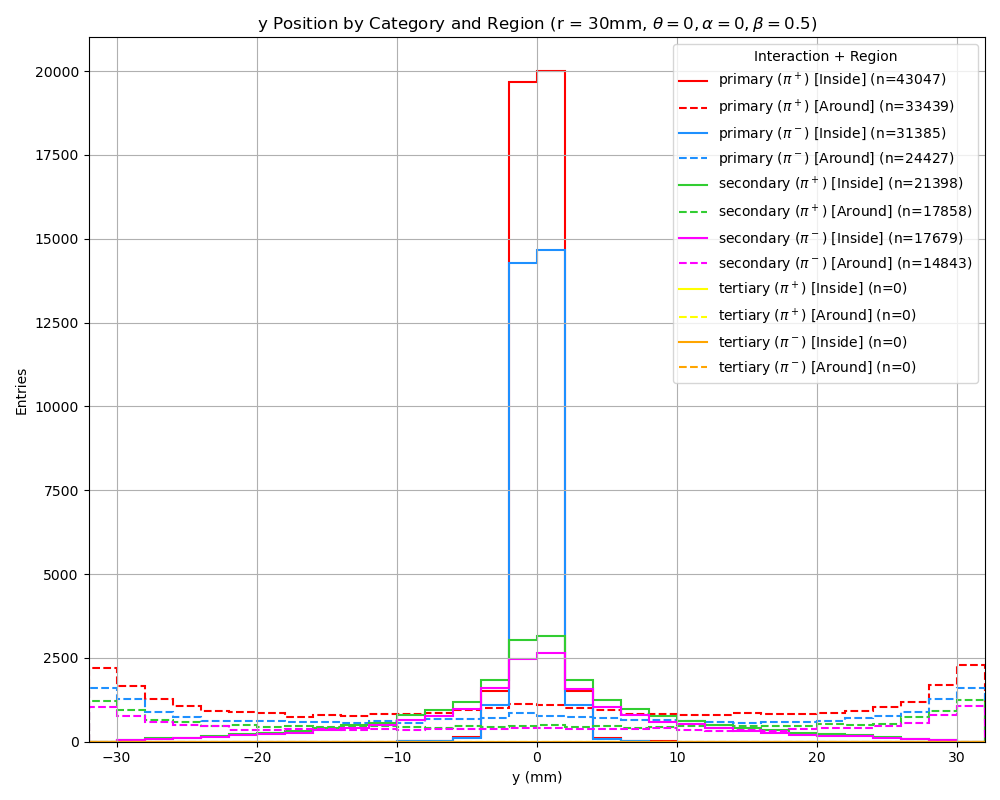 y Position by Category and Region (r = 30mm, θ = 0, α = 0, β = 0.5)
Interaction + Region
primary (π⁺) [Inside] (n=43047)
primary (π⁺) [Around] (n=33439)
primary (π⁻) [Inside] (n=31385)
primary (π⁻) [Around] (n=24427)
secondary (π⁺) [Inside] (n=21398)
secondary (π⁺) [Around] (n=17858)
secondary (π⁻) [Inside] (n=17679)
secondary (π⁻) [Around] (n=14843)
tertiary (π⁺) [Inside] (n=0)
tertiary (π⁺) [Around] (n=0)
tertiary (π⁻) [Inside] (n=0)
tertiary (π⁻) [Around] (n=0)
Entries
20000
17500
15000
12500
10000
7500
5000
2500
0
−30 −20 −10 0 10 20 30
y (mm)